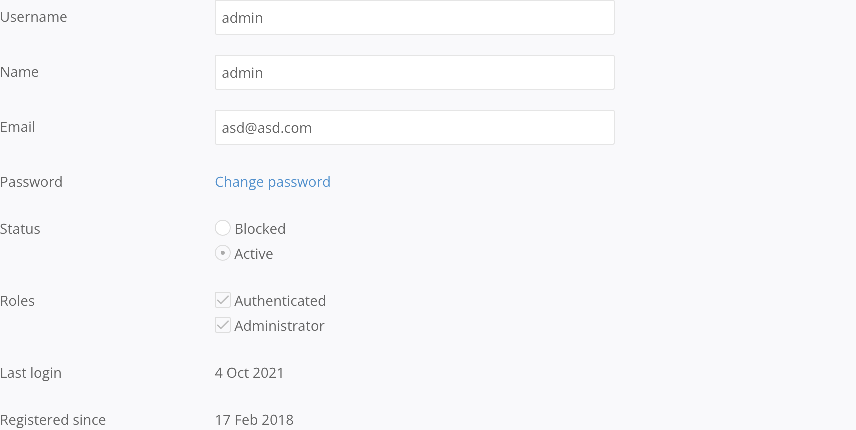 Username admin
Name admin
Email asd@asd.com
Password Change password
Status Blocked
Active
Roles Authenticated
Administrator
Last login 4 Oct 2021
Registered since 17 Feb 2018